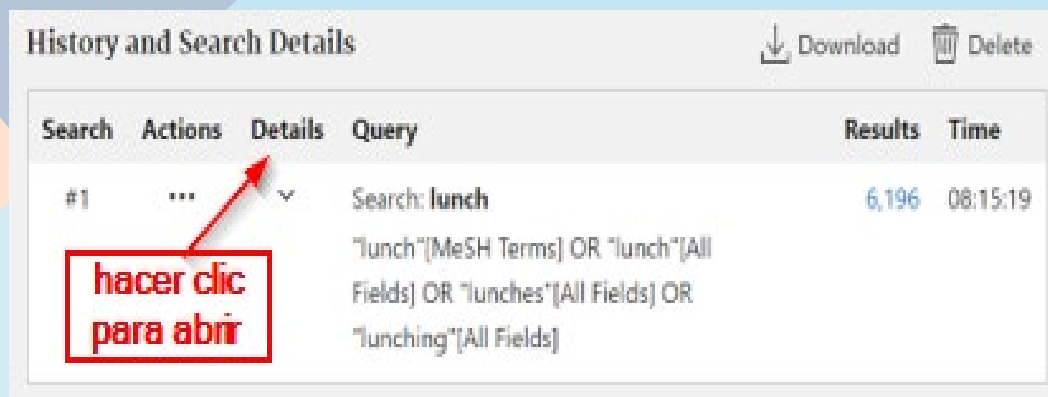 History and Search Details
Download Delete
Search Actions Details Query Results Time
#1 ••• Search: lunch 6,196 08:15:19
"lunch"[MeSH Terms] OR "lunch"[All
Fields] OR "lunches"[All Fields] OR
"lunching"[All Fields]
hacer clic
para abrir